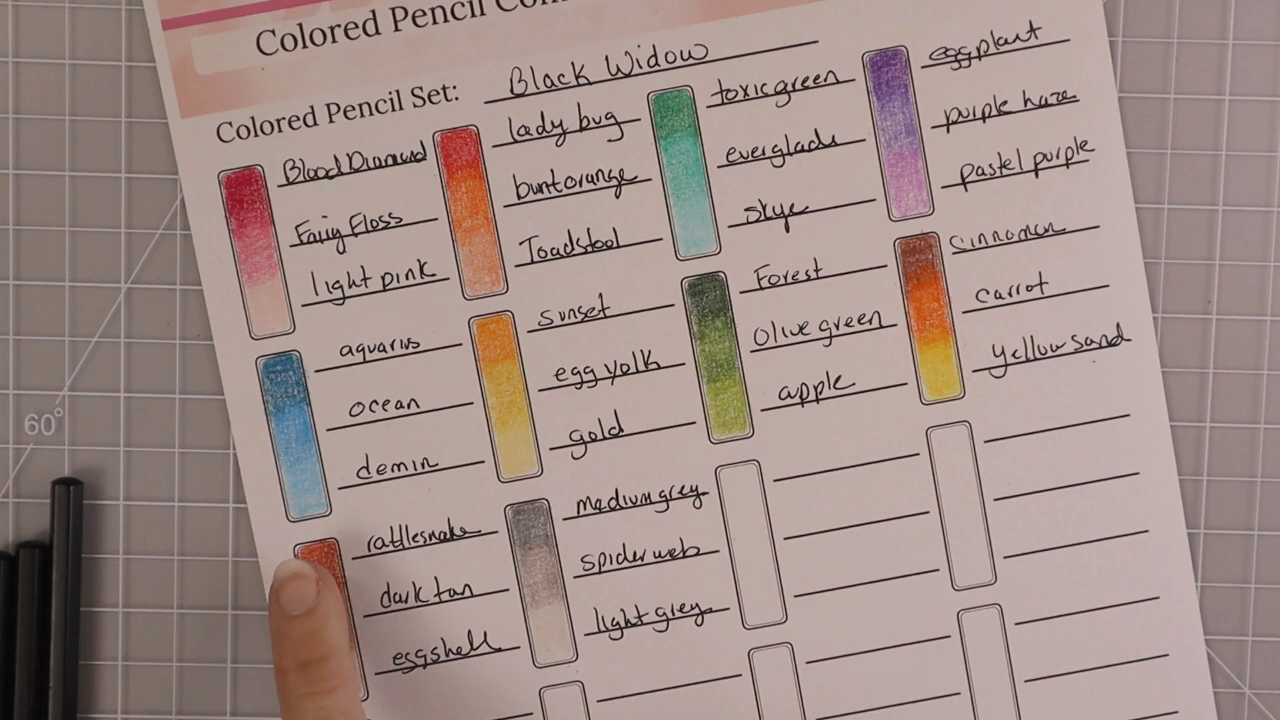 Colored Pencil
Colored Pencil Set: Black Widow
Blood Diamond
Fairy Floss
light pink
lady bug
burnt orange
Toadstool
toxic green
everglade
skye
eggplant
purple haze
pastel purple
aquarius
ocean
demin
sunset
egg yolk
gold
Forest
Olive green
apple
cinnamon
carrot
yellow sand
rattlesnake
dark tan
eggshell
medium grey
spider web
light grey
60°